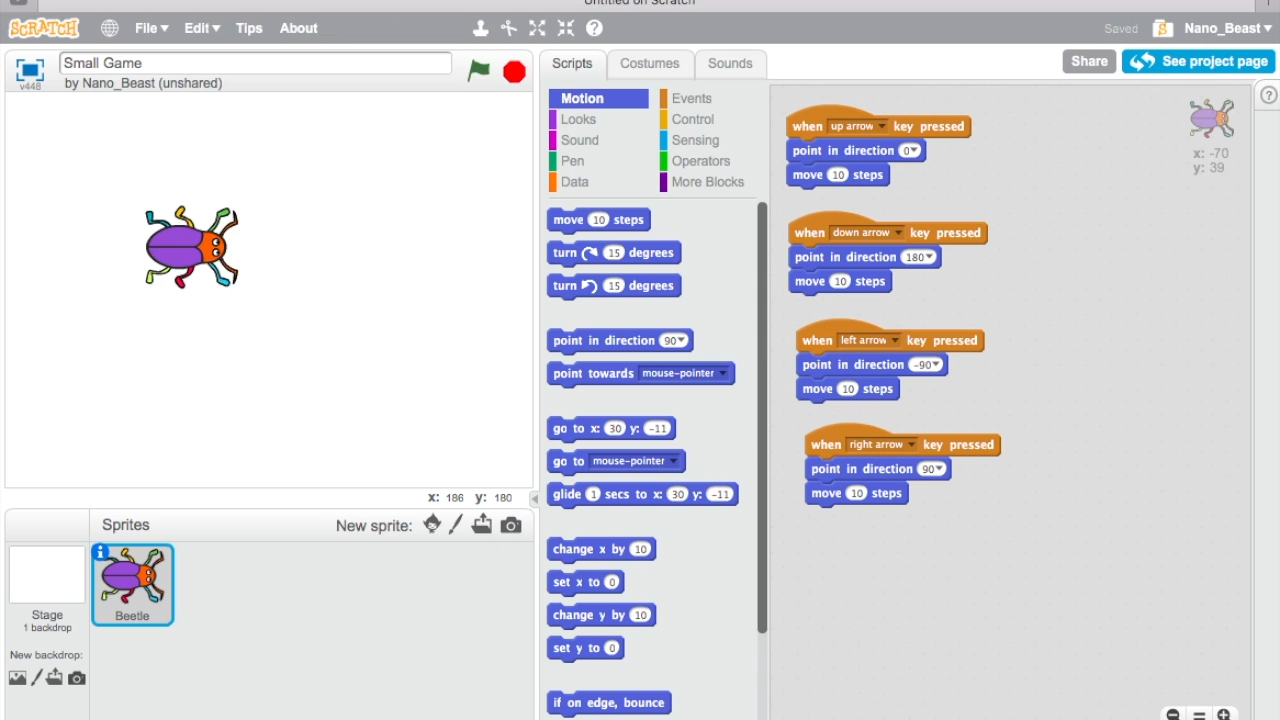 Untitled on Scratch
SCRATCH
File Edit Tips About
Saved
Nano_Beast
v448
Small Game
by Nano_Beast (unshared)
Scripts Costumes Sounds
Share
See project page
Motion
Looks
Sound
Pen
Data
Events
Control
Sensing
Operators
More Blocks
move 10 steps
turn 15 degrees
turn 15 degrees
point in direction 90
point towards mouse-pointer
go to x: 30 y: -11
go to mouse-pointer
glide 1 secs to x: 30 y: -11
change x by 10
set x to 0
change y by 10
set y to 0
if on edge, bounce
when up arrow key pressed
point in direction 0
move 10 steps
when down arrow key pressed
point in direction 180
move 10 steps
when left arrow key pressed
point in direction -90
move 10 steps
when right arrow key pressed
point in direction 90
move 10 steps
x: -70
y: 39
x: 186 y: 180
Sprites
New sprite:
Stage
1 backdrop
New backdrop:
Beetle